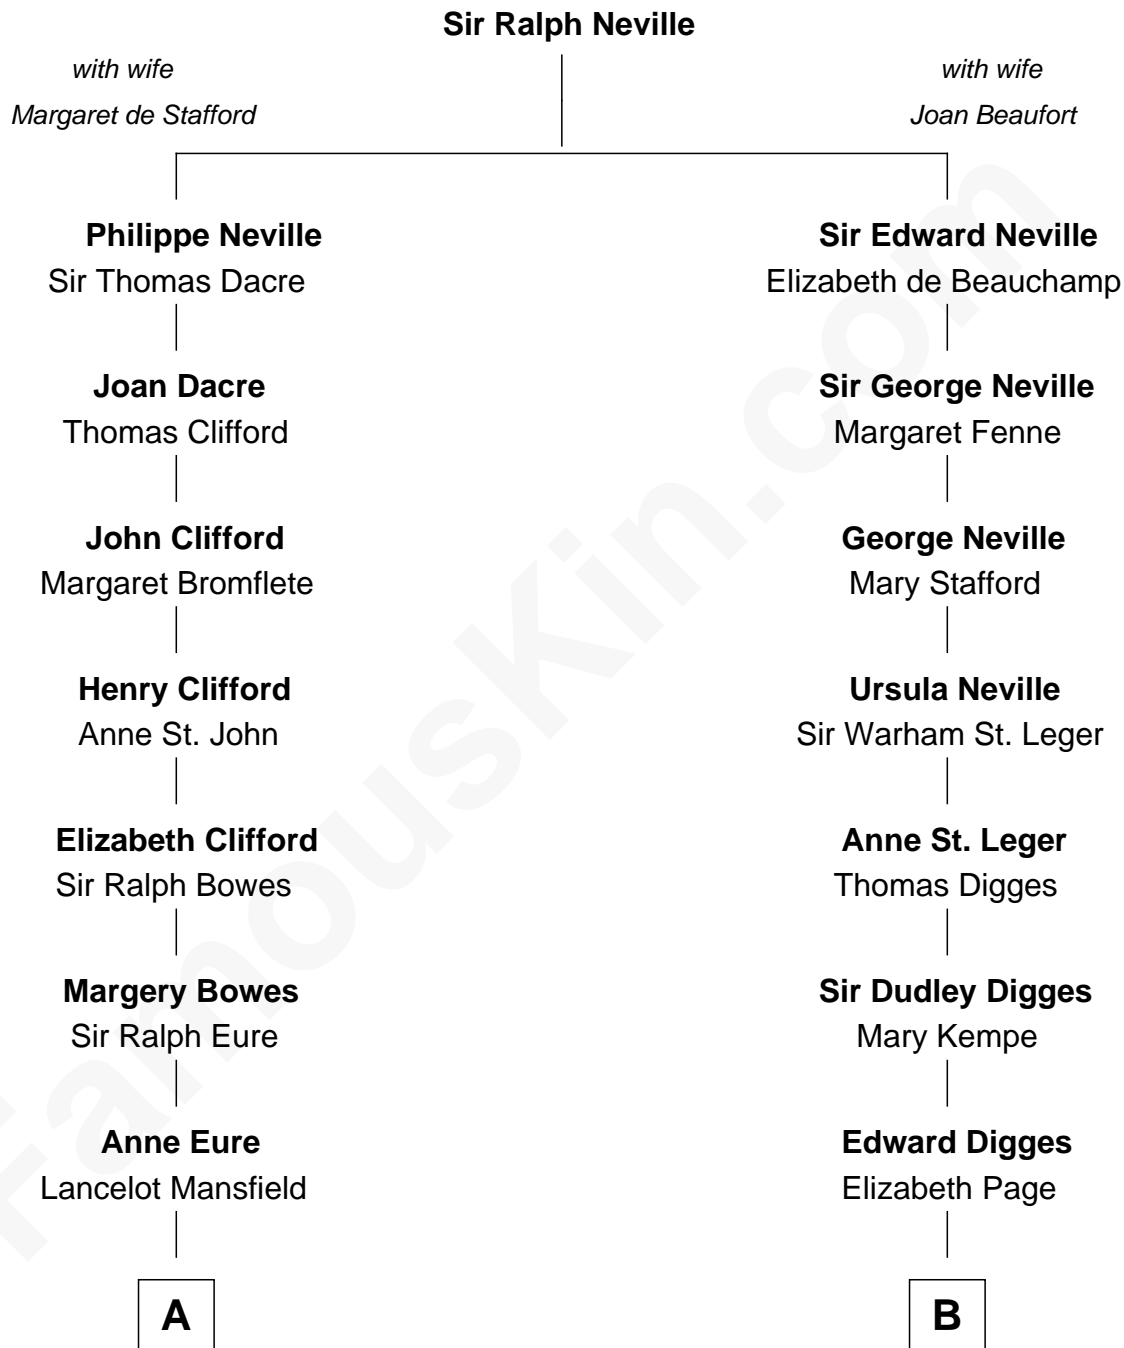 Sir Ralph Neville
with wife
Margaret de Stafford
with wife
Joan Beaufort
Philippe Neville
Sir Thomas Dacre
Sir Edward Neville
Elizabeth de Beauchamp
Joan Dacre
Thomas Clifford
Sir George Neville
Margaret Fenne
John Clifford
Margaret Bromflete
George Neville
Mary Stafford
Henry Clifford
Anne St. John
Ursula Neville
Sir Warham St. Leger
Elizabeth Clifford
Sir Ralph Bowes
Anne St. Leger
Thomas Digges
Margery Bowes
Sir Ralph Eure
Sir Dudley Digges
Mary Kempe
Anne Eure
Lancelot Mansfield
Edward Digges
Elizabeth Page
A
B
FamousKin.com